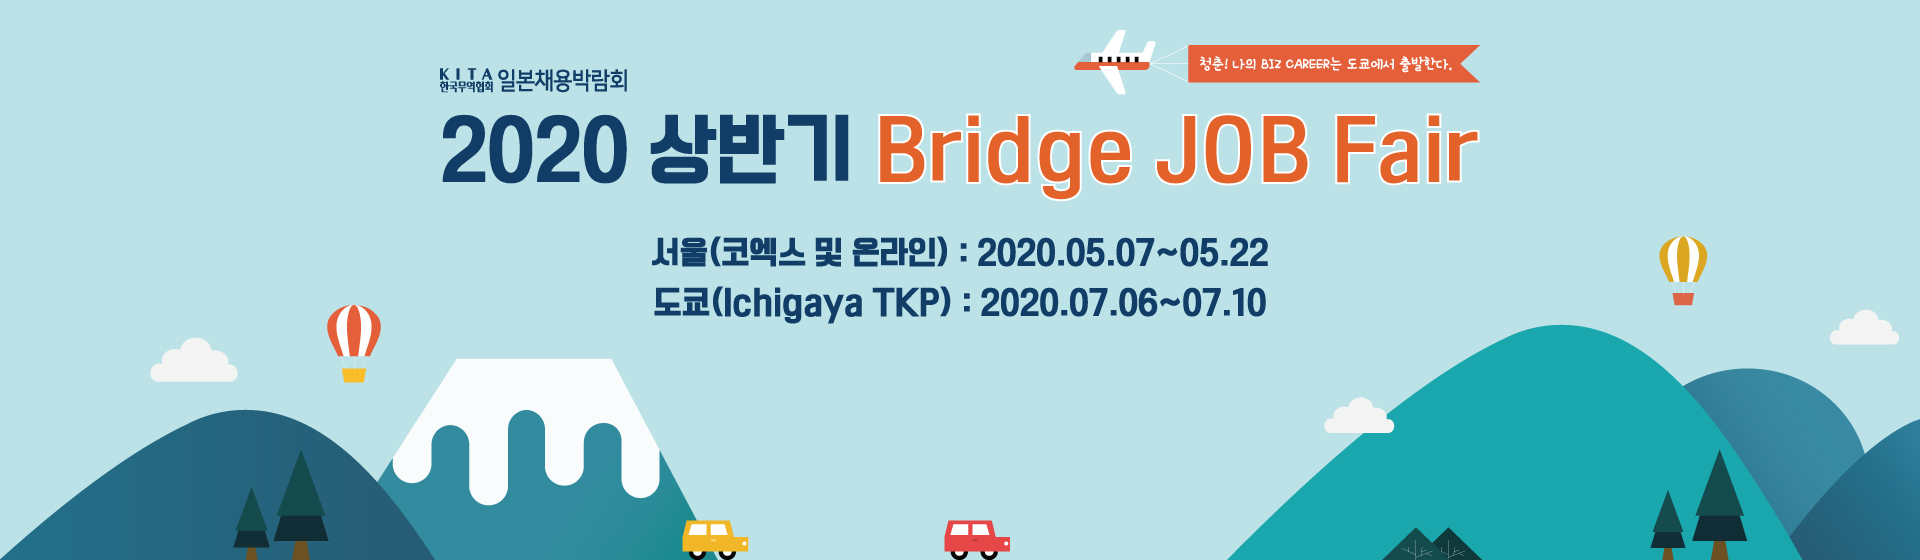 KITA
한국무역협회 일본채용박람회
청춘! 나의 BIZ CAREER는 도쿄에서 출발한다.
2020 상반기 Bridge JOB Fair
서울(코엑스 및 온라인) : 2020.05.07~05.22
도쿄(Ichigaya TKP) : 2020.07.06~07.10